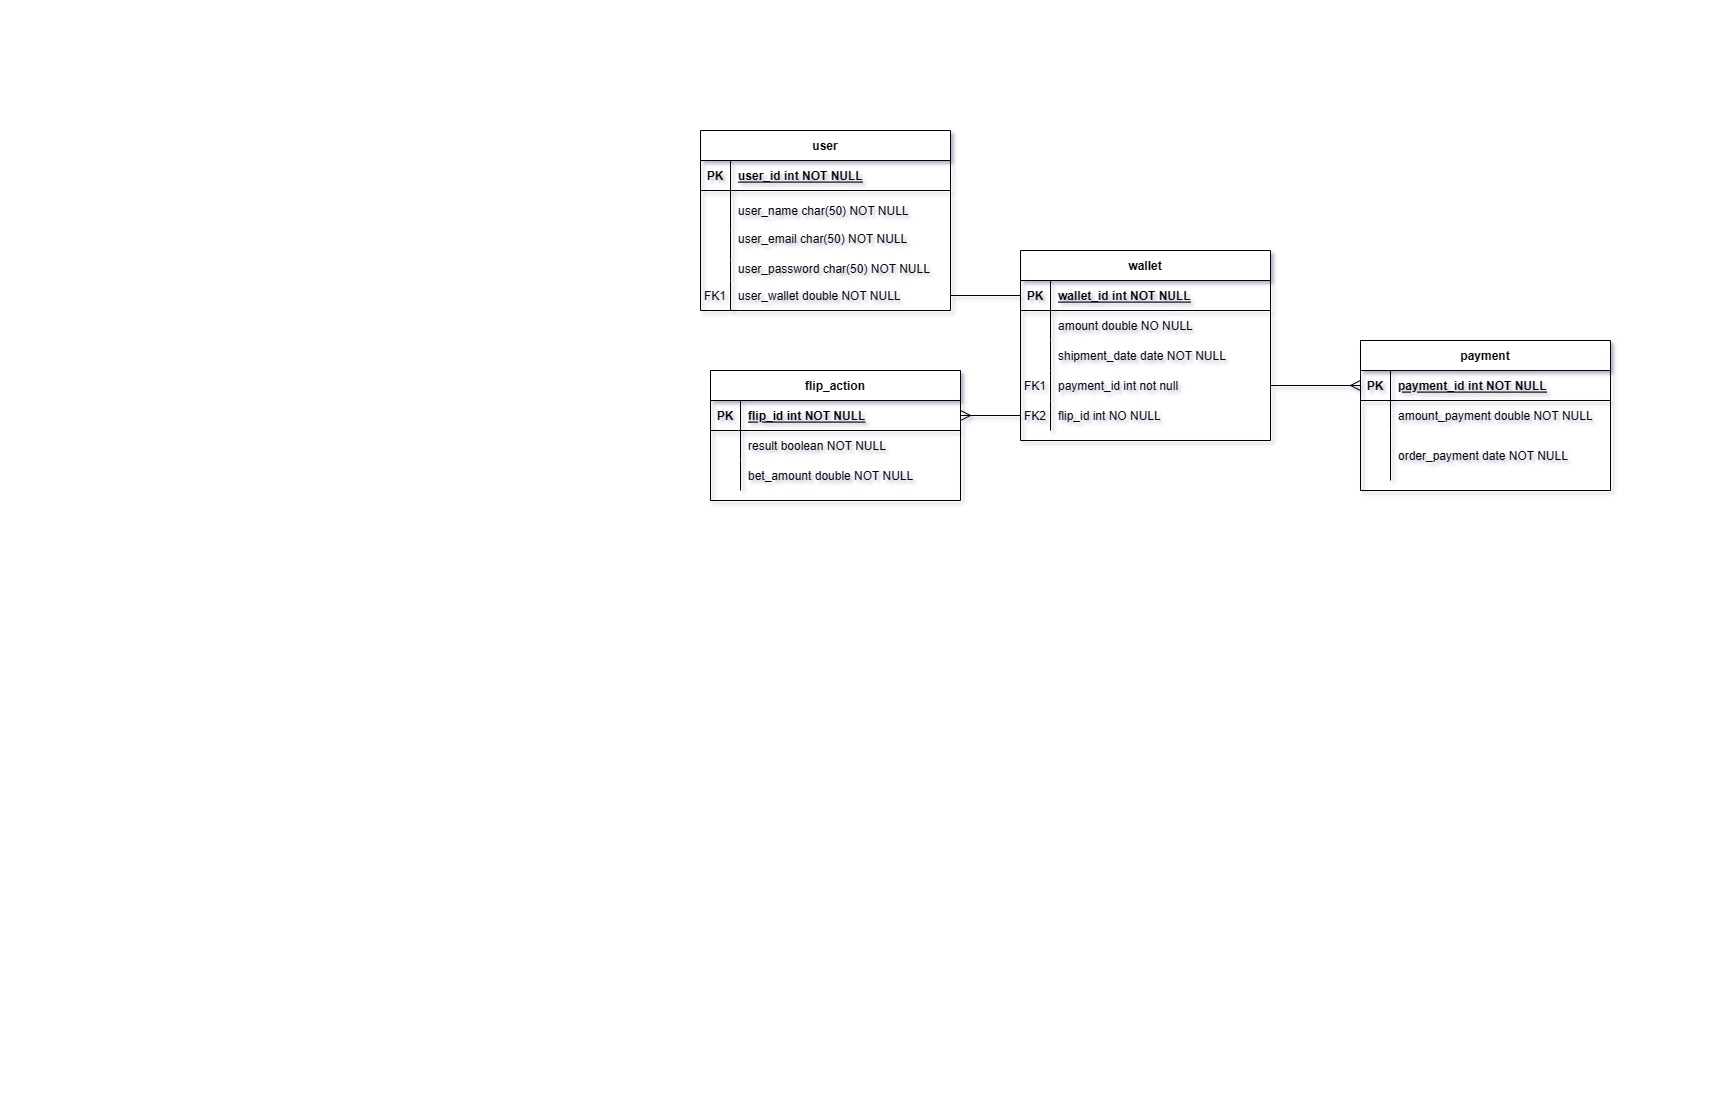 user
PK user_id int NOT NULL
user_name char(50) NOT NULL
user_email char(50) NOT NULL
user_password char(50) NOT NULL
FK1 user_wallet double NOT NULL
wallet
PK wallet_id int NOT NULL
amount double NO NULL
shipment_date date NOT NULL
FK1 payment_id int not null
FK2 flip_id int NO NULL
flip_action
PK flip_id int NOT NULL
result boolean NOT NULL
bet_amount double NOT NULL
payment
PK payment_id int NOT NULL
amount_payment double NOT NULL
order_payment date NOT NULL